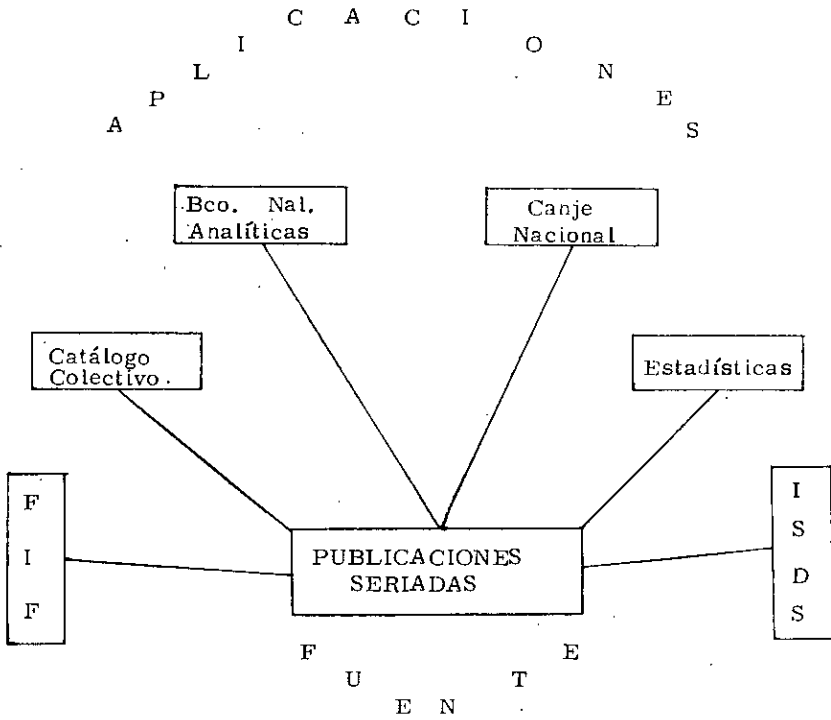 APLICACIONES
Bco. Nal.
Analíticas
Canje
Nacional
Catálogo
Colectivo.
Estadísticas
FIF
PUBLICACIONES
SERIADAS
ISDS
FUENTE